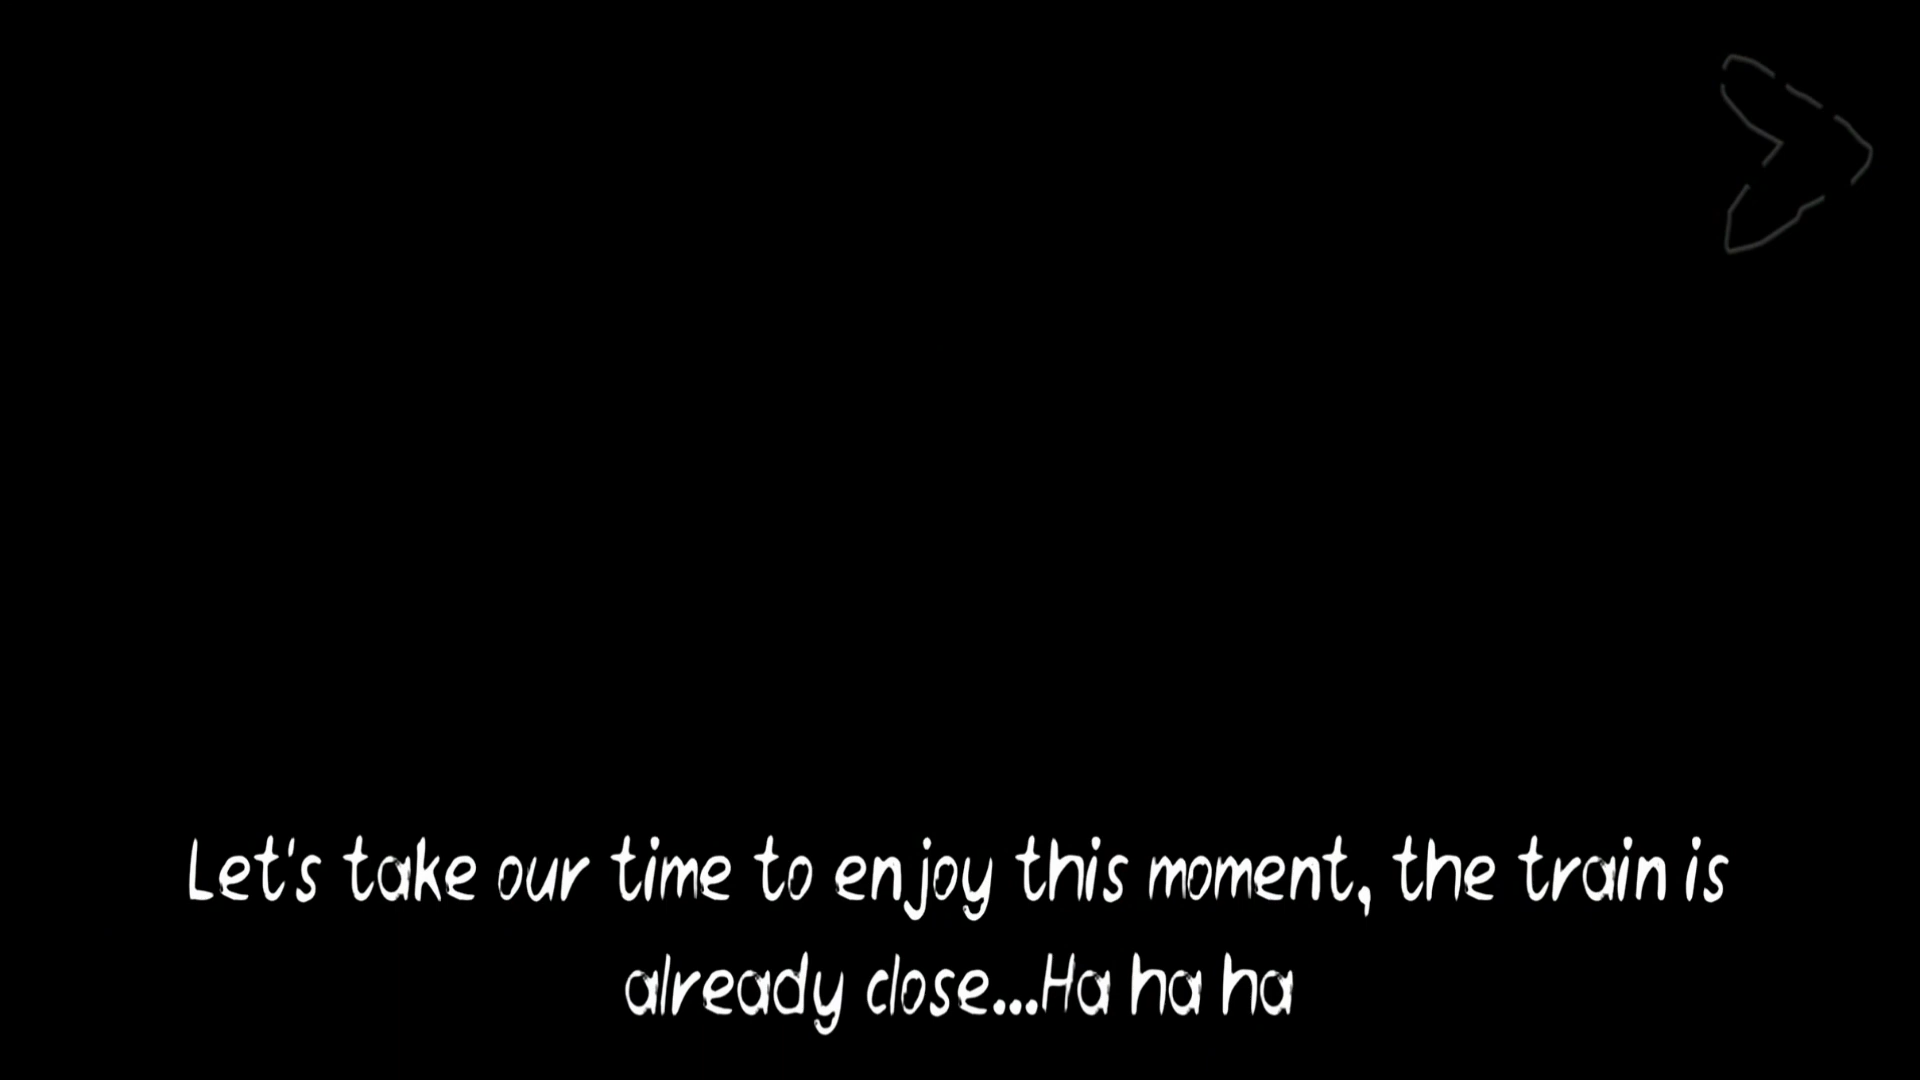 Let's take our time to enjoy this moment, the train is
already close...Ha ha ha